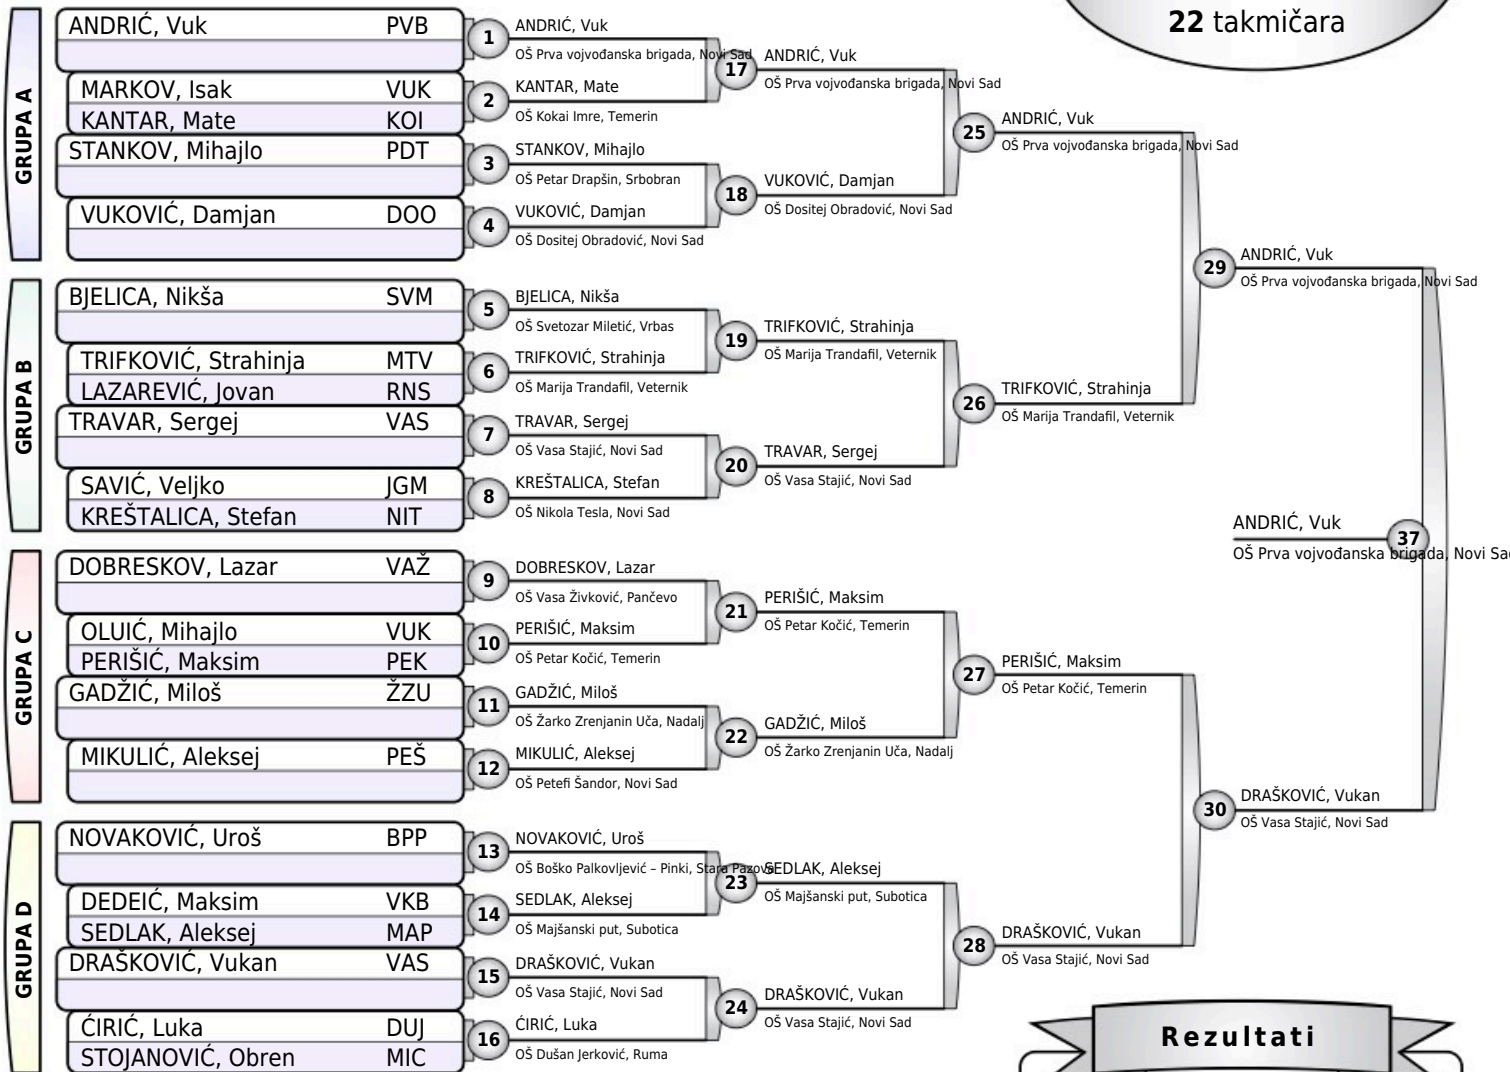 22 takmičara
GRUPA A
ANDRIĆ, Vuk PVB
MARKOV, Isak VUK
KANTAR, Mate KOI
STANKOV, Mihajlo PDT
VUKOVIĆ, Damjan DOO
GRUPA B
BJELICA, Nikša SVM
TRIFKOVIĆ, Strahinja MTV
LAZAREVIĆ, Jovan RNS
TRAVAR, Sergej VAS
SAVIĆ, Veljko JGM
KREŠTALICA, Stefan NIT
GRUPA C
DOBRESKOV, Lazar VAŽ
OLUIĆ, Mihajlo VUK
PERIŠIĆ, Maksim PEK
GADŽIĆ, Miloš ŽZU
MIKULIĆ, Aleksej PEŠ
GRUPA D
NOVAKOVIĆ, Uroš BPP
DEDEIĆ, Maksim VKB
SEDLAK, Aleksej MAP
DRAŠKOVIĆ, Vukan VAS
ĆIRIĆ, Luka DUJ
STOJANOVIĆ, Obren MIC
1 ANDRIĆ, Vuk
OŠ Prva vojvođanska brigada, Novi Sad
2 KANTAR, Mate
OŠ Kokai Imre, Temerin
3 STANKOV, Mihajlo
OŠ Petar Drapšin, Srbobran
4 VUKOVIĆ, Damjan
OŠ Dositej Obradović, Novi Sad
5 BJELICA, Nikša
OŠ Svetozar Miletić, Vrbas
6 TRIFKOVIĆ, Strahinja
OŠ Marija Trandafil, Veternik
7 TRAVAR, Sergej
OŠ Vasa Stajić, Novi Sad
8 KREŠTALICA, Stefan
OŠ Nikola Tesla, Novi Sad
9 DOBRESKOV, Lazar
OŠ Vasa Živković, Pančevo
10 PERIŠIĆ, Maksim
OŠ Petar Kočić, Temerin
11 GADŽIĆ, Miloš
OŠ Žarko Zrenjanin Uča, Nadalj
12 MIKULIĆ, Aleksej
OŠ Petefi Šandor, Novi Sad
13 NOVAKOVIĆ, Uroš
OŠ Boško Palkovljević – Pinki, Stara Pazova
14 SEDLAK, Aleksej
OŠ Majšanski put, Subotica
15 DRAŠKOVIĆ, Vukan
OŠ Vasa Stajić, Novi Sad
16 ĆIRIĆ, Luka
OŠ Dušan Jerković, Ruma
17 ANDRIĆ, Vuk
OŠ Prva vojvođanska brigada, Novi Sad
18 VUKOVIĆ, Damjan
OŠ Dositej Obradović, Novi Sad
19 TRIFKOVIĆ, Strahinja
OŠ Marija Trandafil, Veternik
20 TRAVAR, Sergej
OŠ Vasa Stajić, Novi Sad
21 PERIŠIĆ, Maksim
OŠ Petar Kočić, Temerin
22 GADŽIĆ, Miloš
OŠ Žarko Zrenjanin Uča, Nadalj
23 SEDLAK, Aleksej
OŠ Majšanski put, Subotica
24 DRAŠKOVIĆ, Vukan
OŠ Vasa Stajić, Novi Sad
25 ANDRIĆ, Vuk
OŠ Prva vojvođanska brigada, Novi Sad
26 TRIFKOVIĆ, Strahinja
OŠ Marija Trandafil, Veternik
27 PERIŠIĆ, Maksim
OŠ Petar Kočić, Temerin
28 DRAŠKOVIĆ, Vukan
OŠ Vasa Stajić, Novi Sad
29 ANDRIĆ, Vuk
OŠ Prva vojvođanska brigada, Novi Sad
30 DRAŠKOVIĆ, Vukan
OŠ Vasa Stajić, Novi Sad
ANDRIĆ, Vuk 37
OŠ Prva vojvođanska brigada, Novi Sa
Rezultati